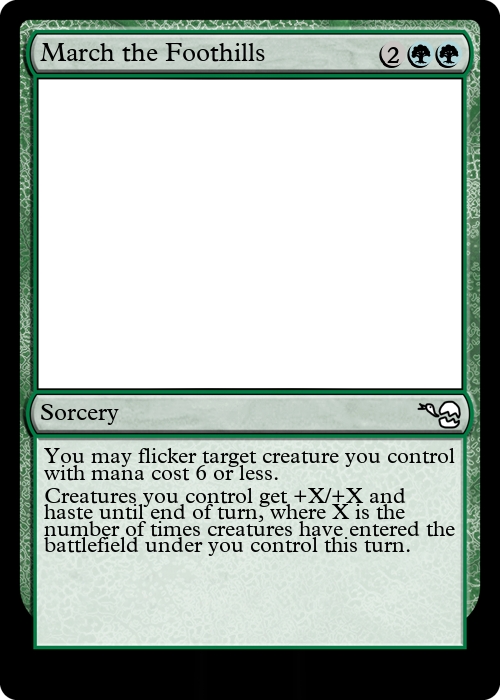 March the Foothills
2
Sorcery
You may flicker target creature you control
with mana cost 6 or less.
Creatures you control get +X/+X and
haste until end of turn, where X is the
number of times creatures have entered the
battlefield under you control this turn.